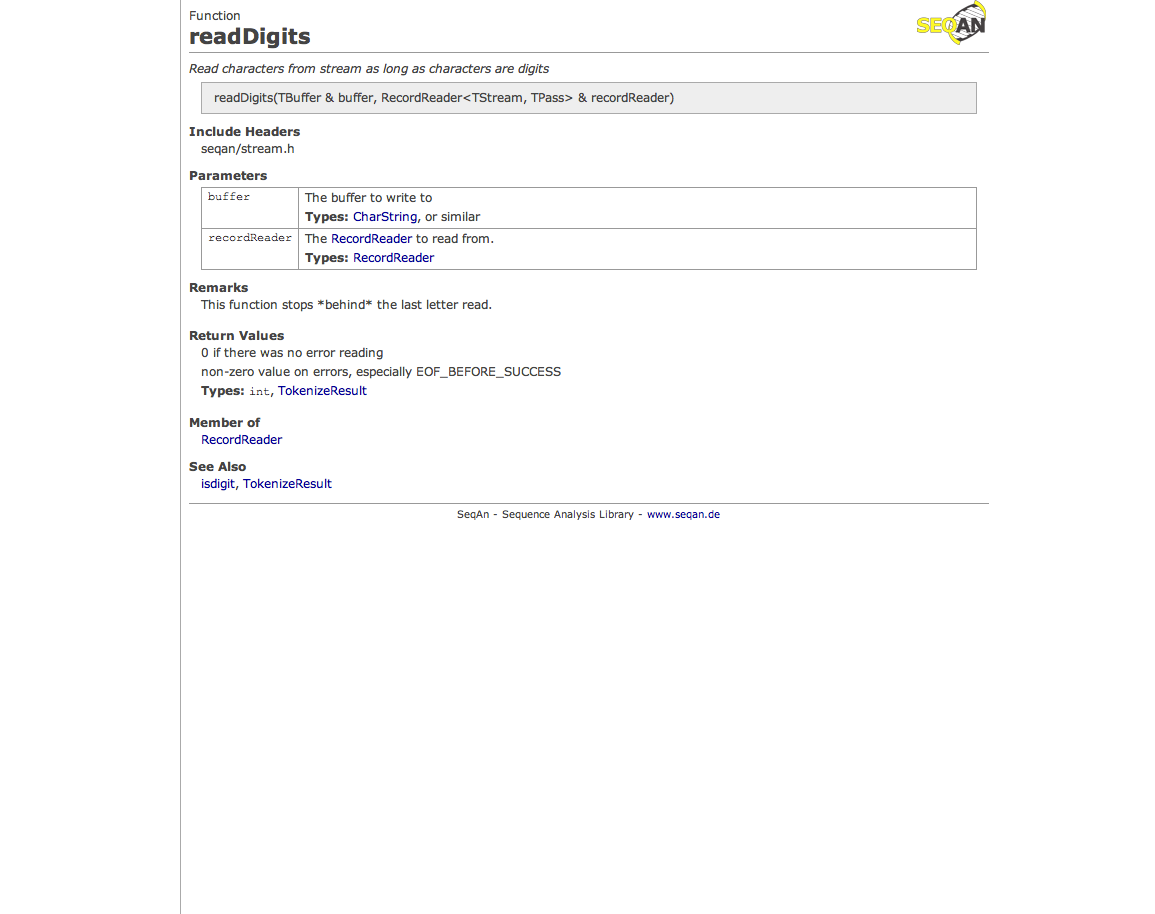 Function
readDigits
SEQAN
Read characters from stream as long as characters are digits
readDigits(TBuffer & buffer, RecordReader<TStream, TPass> & recordReader)
Include Headers
seqan/stream.h
Parameters
buffer
The buffer to write to
Types: CharString, or similar
recordReader
The RecordReader to read from.
Types: RecordReader
Remarks
This function stops *behind* the last letter read.
Return Values
0 if there was no error reading
non-zero value on errors, especially EOF_BEFORE_SUCCESS
Types: int, TokenizeResult
Member of
RecordReader
See Also
isdigit, TokenizeResult
SeqAn - Sequence Analysis Library - www.seqan.de